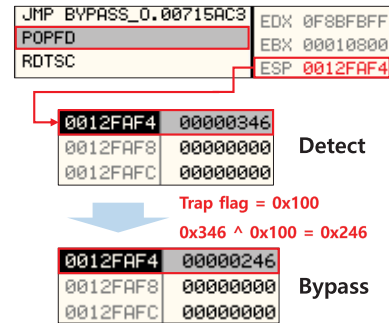 JMP BYPASS_0.00715AC3
POPFD
RDTSC
EDX 0F8BFBFF
EBX 00010800
ESP 0012FAF4
0012FAF4 00000346
0012FAF8 00000000
0012FAFC 00000000
Detect
Trap flag = 0x100
0x346 ^ 0x100 = 0x246
0012FAF4 00000246
0012FAF8 00000000
0012FAFC 00000000
Bypass